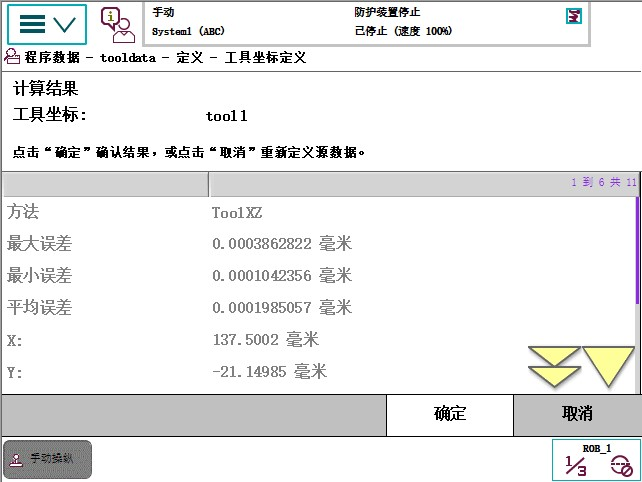 手动
防护装置停止
System1 (ABC)
已停止 (速度 100%)
程序数据 - tooldata - 定义 - 工具坐标定义
计算结果
工具坐标: tool1
点击“确定”确认结果，或点击“取消”重新定义源数据。
1 到 6 共 11
方法 ToolXZ
最大误差 0.0003862822 毫米
最小误差 0.0001042356 毫米
平均误差 0.0001985057 毫米
X: 137.5002 毫米
Y: -21.14985 毫米
确定 取消
手动操纵
ROB_1
1/3